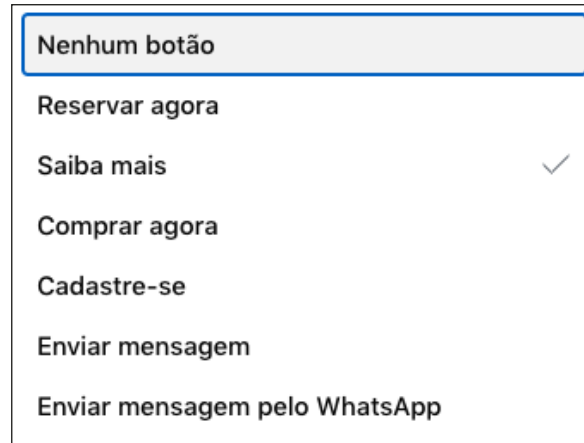 Nenhum botão
Reservar agora
Saiba mais
Comprar agora
Cadastre-se
Enviar mensagem
Enviar mensagem pelo WhatsApp